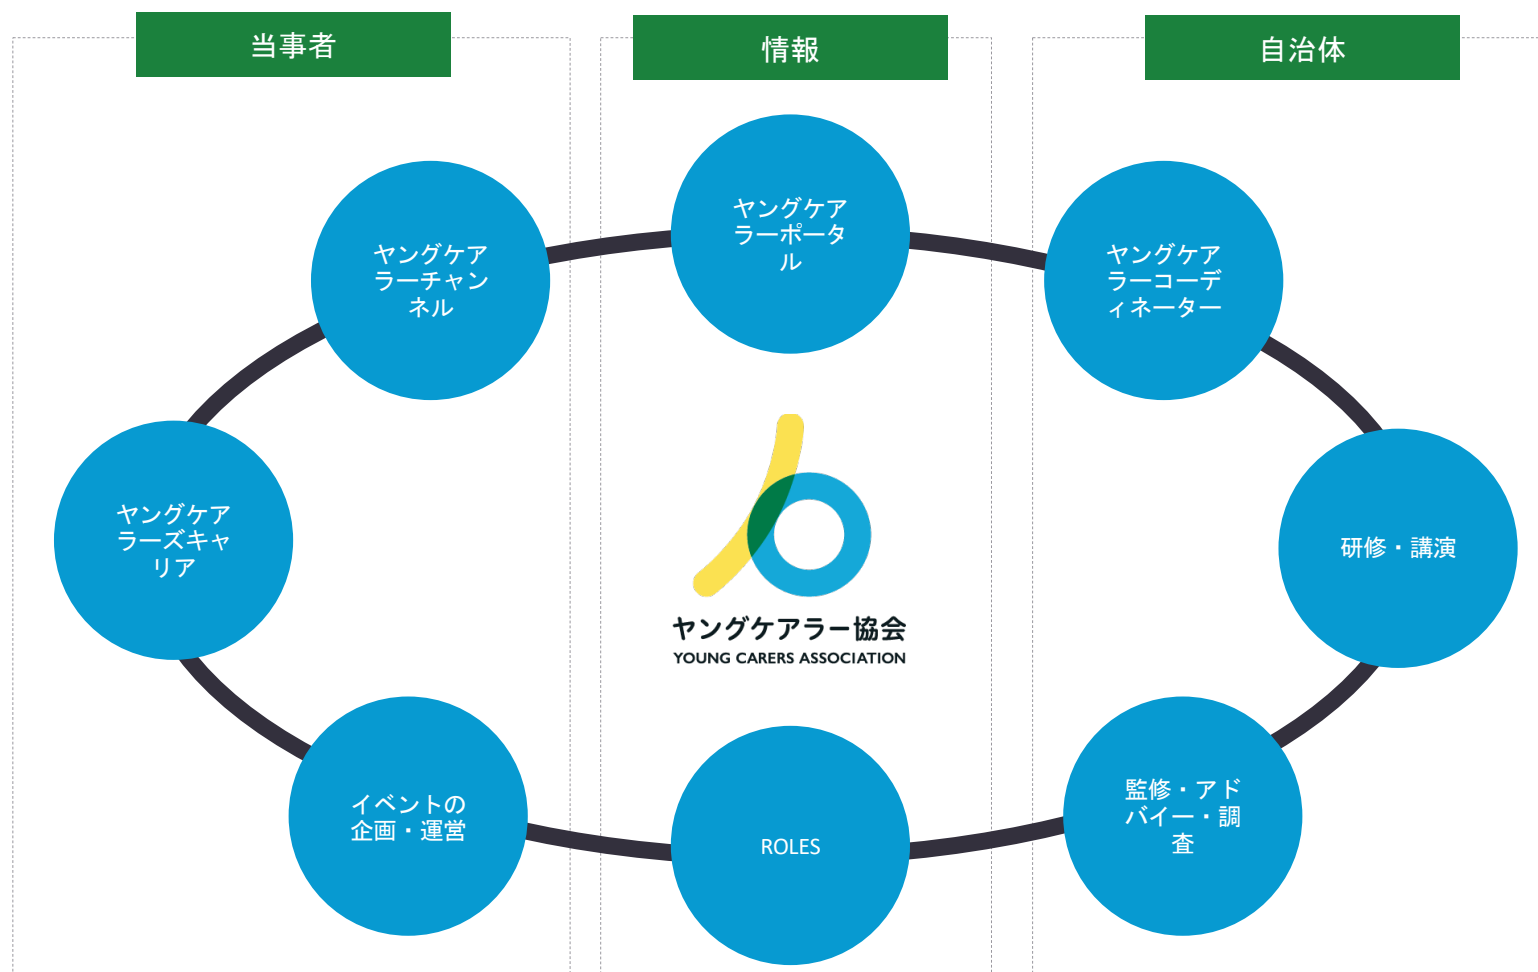 当事者
情報
自治体
ヤングケア
ラーポータ
ル
ヤングケア
ラーチャン
ネル
ヤングケア
ラーコーデ
ィネーター
ヤングケア
ラーズキャ
リア
研修・講演
ヤングケアラー協会
YOUNG CARERS ASSOCIATION
イベントの
企画・運営
ROLES
監修・アド
バイー・調
査